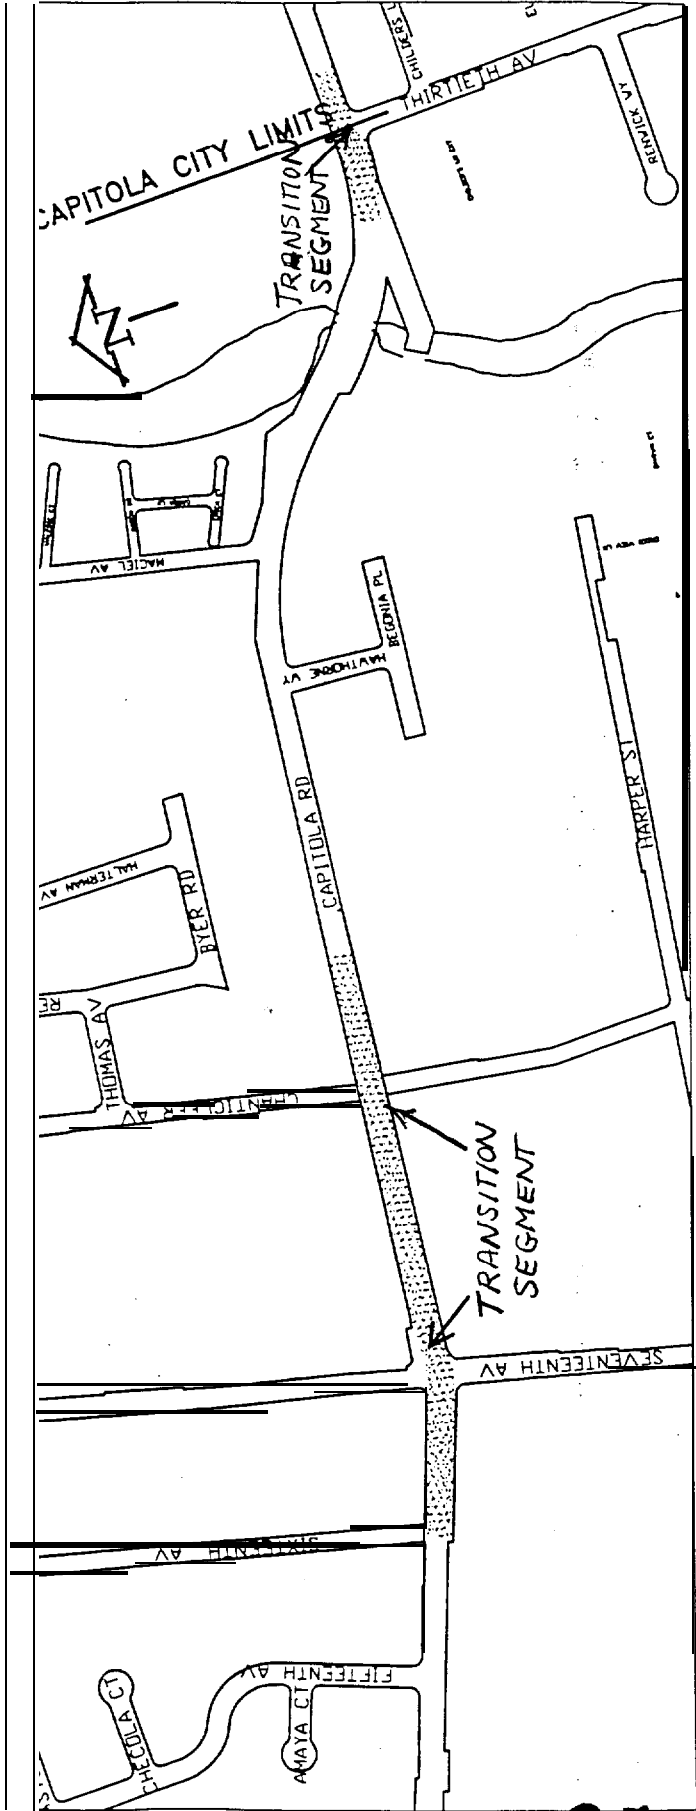 CHILDERS L
THIRTIETH AV
RENWICK WY
CAPITOLA CITY LIMITS
TRANSITION
SEGMENT
N
MACIEL AV
BEGONIA PL
HAWTHORNE WY
HARPER ST
CAPITOLA RD
HALTERMAN AV
BYER RD
RE
THOMAS AV
CHANTICLEER AV
TRANSITION
SEGMENT
SEVENTEENTH AV
SIXTEENTH AV
FIFTEENTH AV
CHECOLA CT
AMAYA CT